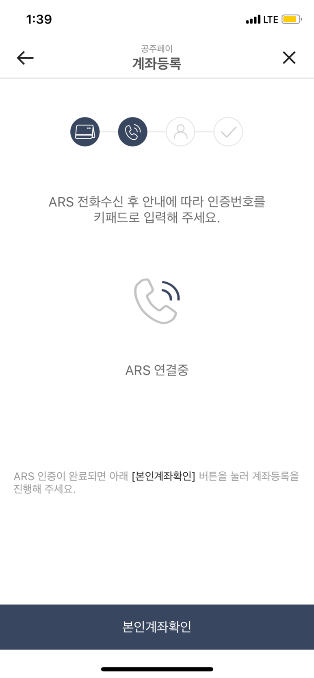 1:39
LTE
공주페이
계좌등록
ARS 전화수신 후 안내에 따라 인증번호를
키패드로 입력해 주세요.
ARS 연결중
ARS 인증이 완료되면 아래 [본인계좌확인] 버튼을 눌러 계좌등록을
진행해 주세요.
본인계좌확인